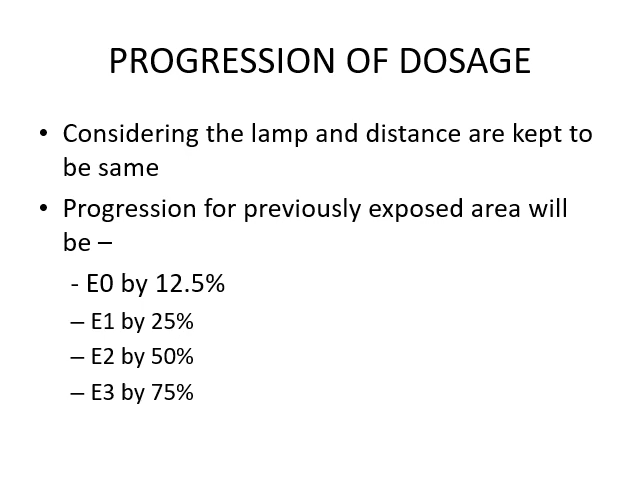 PROGRESSION OF DOSAGE
• Considering the lamp and distance are kept to
be same
• Progression for previously exposed area will
be –
- E0 by 12.5%
– E1 by 25%
– E2 by 50%
– E3 by 75%